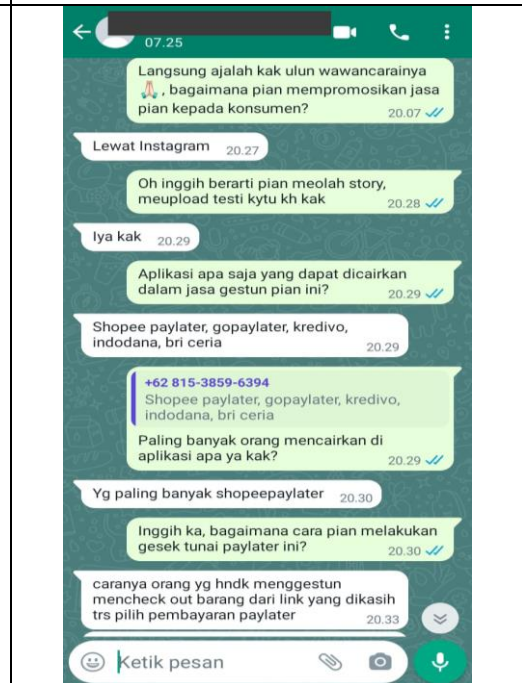 07.25
Langsung ajalah kak ulun wawancarainya
🙏🏻, bagaimana pian mempromosikan jasa
pian kepada konsumen?
20.07
Lewat Instagram
20.27
Oh inggih berarti pian meolah story,
meupload testi kytu kh kak
20.28
Iya kak
20.29
Aplikasi apa saja yang dapat dicairkan
dalam jasa gestun pian ini?
20.29
Shopee paylater, gopaylater, kredivo,
indodana, bri ceria
20.29
+62 815-3859-6394
Shopee paylater, gopaylater, kredivo,
indodana, bri ceria
Paling banyak orang mencairkan di
aplikasi apa ya kak?
20.29
Yg paling banyak shopeepaylater
20.30
Inggih ka, bagaimana cara pian melakukan
gesek tunai paylater ini?
20.30
caranya orang yg hndk menggestun
mencheck out barang dari link yang dikasih
trs pilih pembayaran paylater
20.33
Ketik pesan